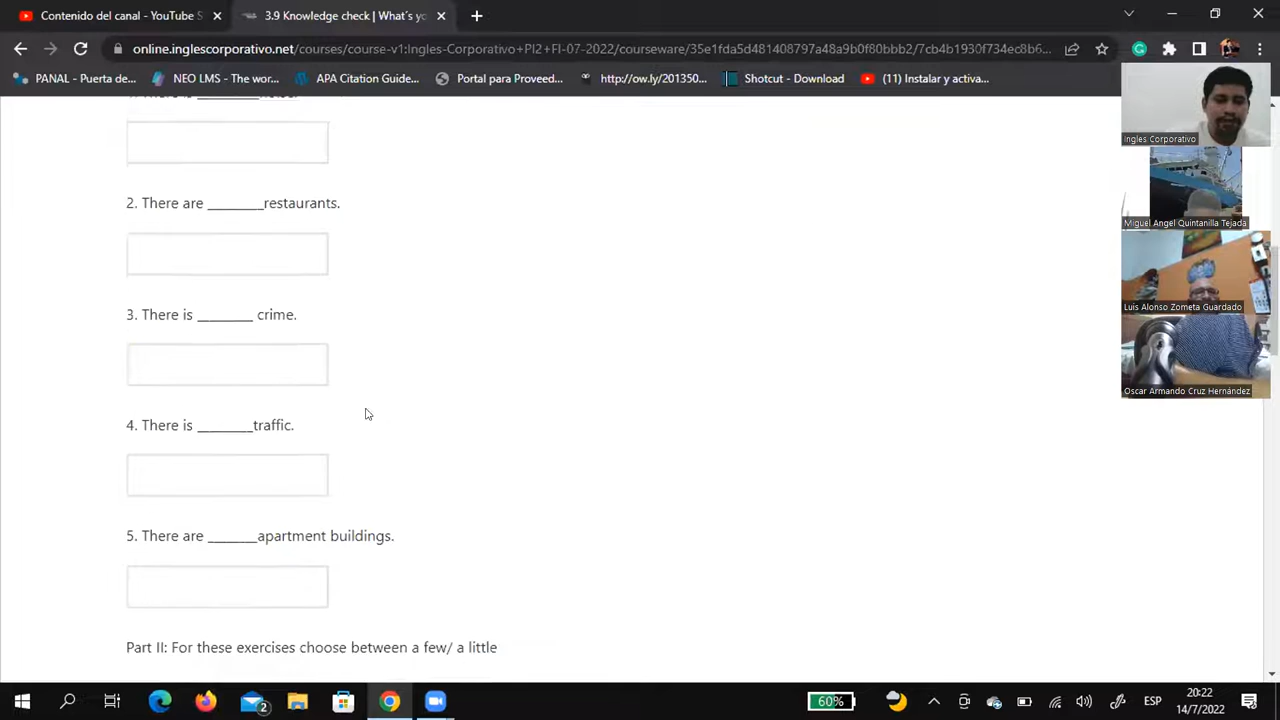 Contenido del canal - YouTube S
3.9 Knowledge check | What´s yo
online.inglescorporativo.net/courses/course-v1:Ingles-Corporativo+PI2+FI-07-2022/courseware/35e1fda5d481408797a48a9b0f80bbb2/7cb4b1930f734ec8b6...
PANAL - Puerta de...
NEO LMS - The wor...
APA Citation Guide...
Portal para Proveed...
http://ow.ly/201350...
Shotcut - Download
(11) Instalar y activa...
Ingles Corporativo
Miguel Angel Quintanilla Tejada
Luis Alonso Zometa Guardado
Oscar Armando Cruz Hernández
2. There are ________restaurants.
3. There is ________ crime.
4. There is ________traffic.
5. There are _______apartment buildings.
Part II: For these exercises choose between a few/ a little
2
60%
ESP
20:22
14/7/2022